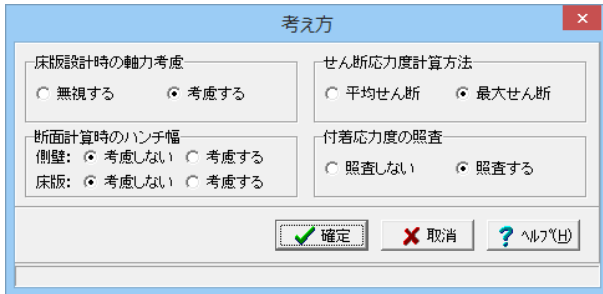 考え方
床版設計時の軸力考慮
無視する 考慮する
せん断応力度計算方法
平均せん断 最大せん断
断面計算時のハンチ幅
側壁: 考慮しない 考慮する
床版: 考慮しない 考慮する
付着応力度の照査
照査しない 照査する
確定 取消 ? ヘルプ(H)